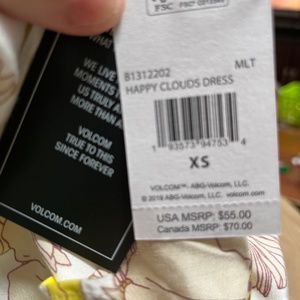 WHAT
WE LIVE
MOMENTS
US TRULY
MORE THAN A
VOLCOM
TRUE TO THIS
SINCE FOREVER
VOLCOM.COM
FSC
B1312202 MLT
HAPPY CLOUDS DRESS
1 93573 94753 4
XS
VOLCOM™- ABG-Volcom, LLC.
© 2019 ABG-Volcom, LLC. volcom.com
USA MSRP: $55.00
Canada MSRP: $70.00